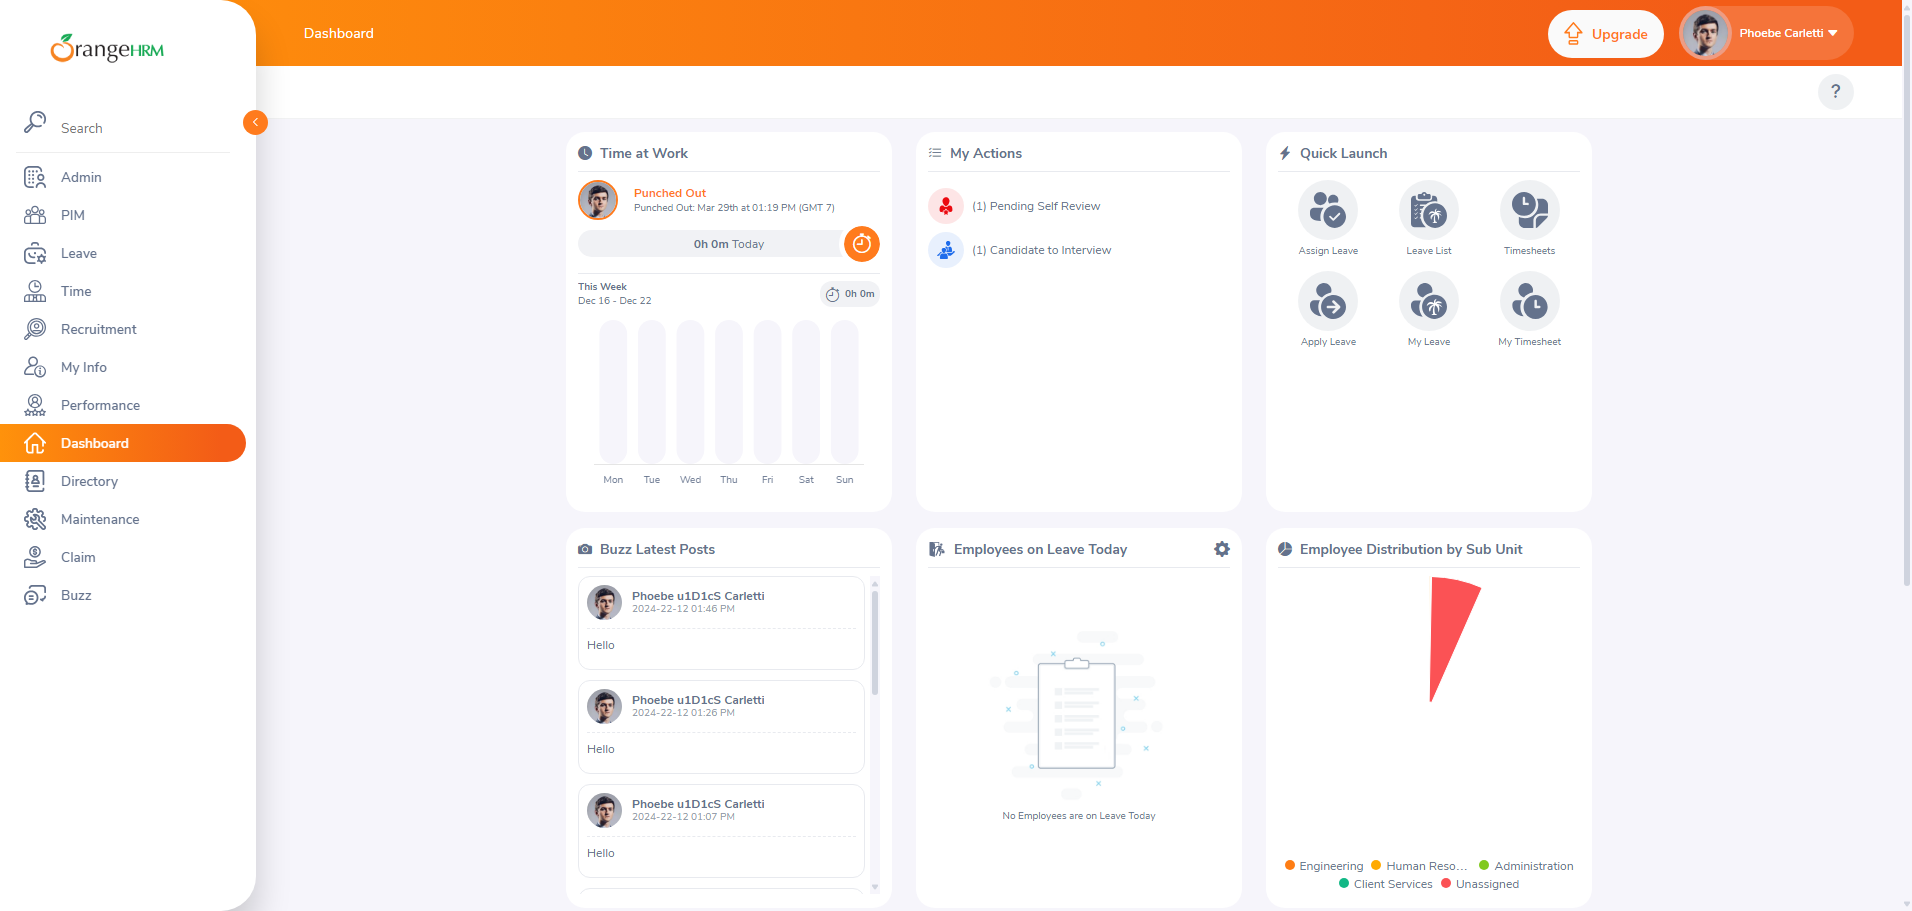 OrangeHRM
Dashboard
Upgrade
Phoebe Carletti
?
Search
Admin
PIM
Leave
Time
Recruitment
My Info
Performance
Dashboard
Directory
Maintenance
Claim
Buzz
Time at Work
Punched Out
Punched Out: Mar 29th at 01:19 PM (GMT 7)
0h 0m Today
This Week
Dec 16 - Dec 22
0h 0m
Mon Tue Wed Thu Fri Sat Sun
My Actions
(1) Pending Self Review
(1) Candidate to Interview
Quick Launch
Assign Leave Leave List Timesheets
Apply Leave My Leave My Timesheet
Buzz Latest Posts
Phoebe u1D1cS Carletti
2024-22-12 01:46 PM
Hello
Phoebe u1D1cS Carletti
2024-22-12 01:26 PM
Hello
Phoebe u1D1cS Carletti
2024-22-12 01:07 PM
Hello
Employees on Leave Today
No Employees are on Leave Today
Employee Distribution by Sub Unit
Engineering Human Reso... Administration
Client Services Unassigned